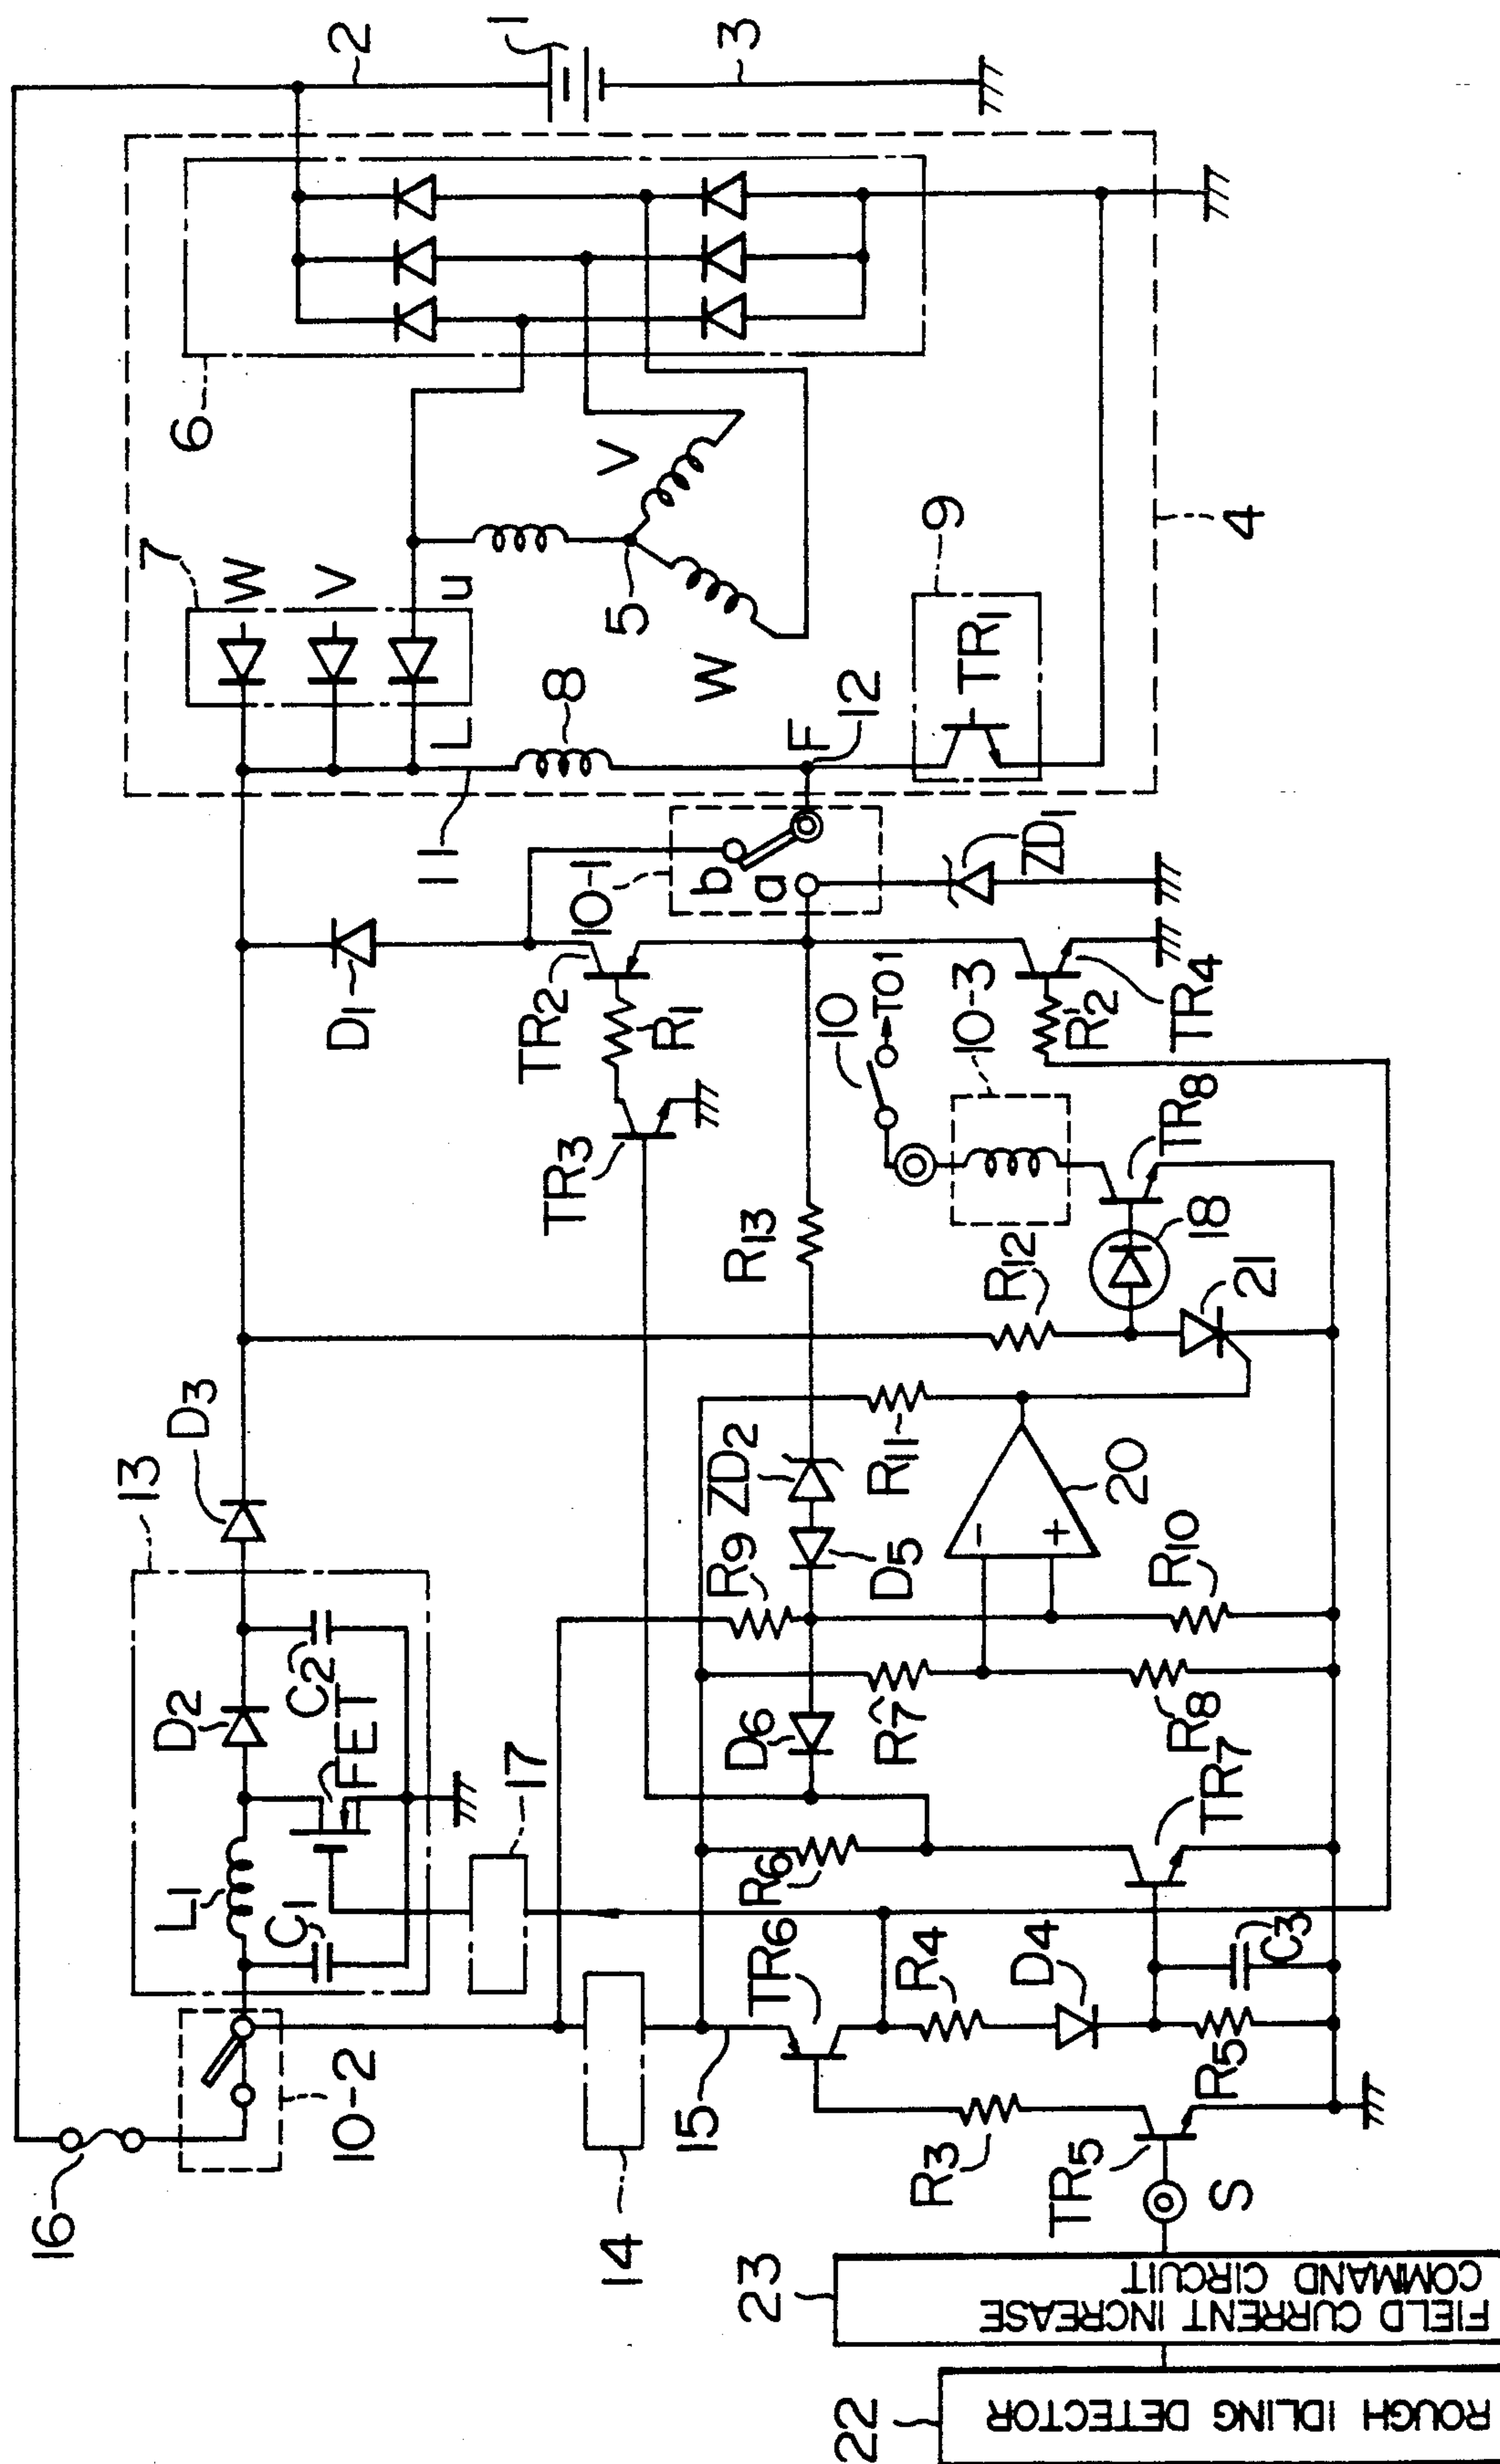 2
1
3
6
7
W
V
u
V
5
W
4
9
TR1
8
L
11
F
12
10-1
b
a
ZD1
D1
TR2
R1
TR3
10
TO 1
10-3
R2
TR4
TR8
R13
R12
18
21
D3
13
ZD2
R11
R9
D5
20
R10
D2
C2
FET
D6
R7
R8
L1
C1
17
R6
TR7
TR6
R4
D4
C3
10-2
16
14
15
R3
TR5
R5
S
23
FIELD CURRENT INCREASE
COMMAND CIRCUIT
22
ROUGH IDLING DETECTOR